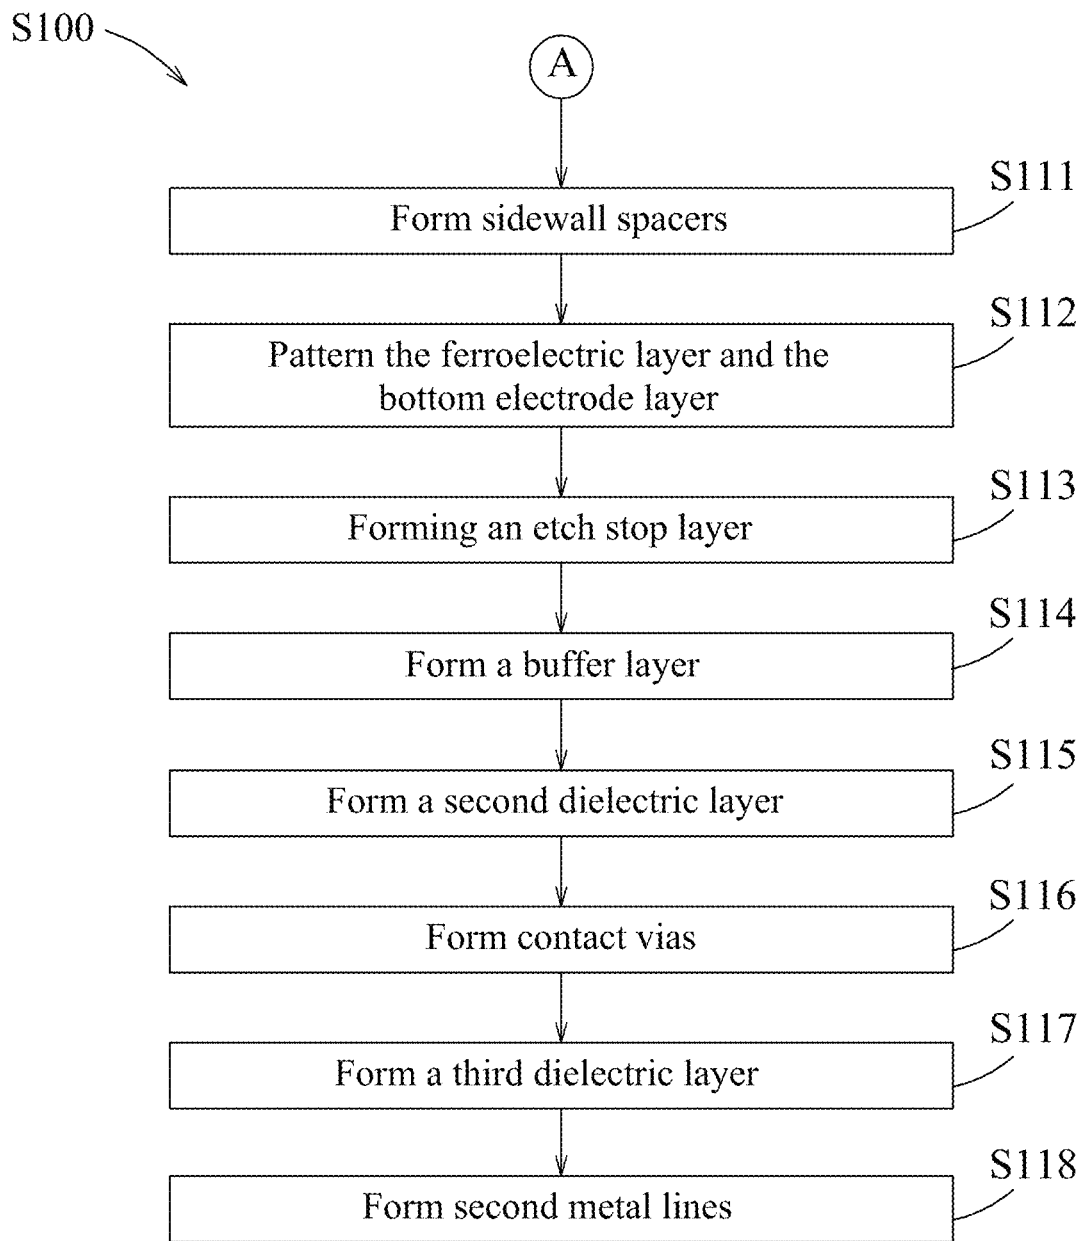 S100
A
S111
Form sidewall spacers
S112
Pattern the ferroelectric layer and the
bottom electrode layer
S113
Forming an etch stop layer
S114
Form a buffer layer
S115
Form a second dielectric layer
S116
Form contact vias
S117
Form a third dielectric layer
S118
Form second metal lines